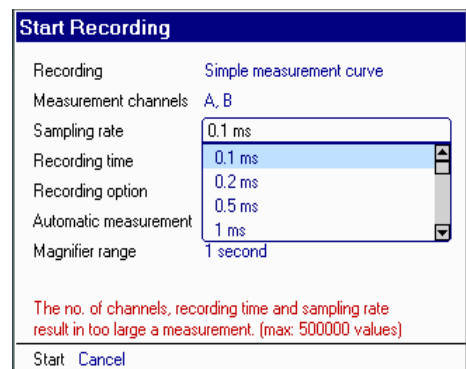 Start Recording
Recording Simple measurement curve
Measurement channels A, B
Sampling rate 0.1 ms
Recording time 0.1 ms
0.2 ms
Recording option
0.5 ms
Automatic measurement
1 ms
Magnifier range 1 second
The no. of channels, recording time and sampling rate
result in too large a measurement. (max: 500000 values)
Start Cancel